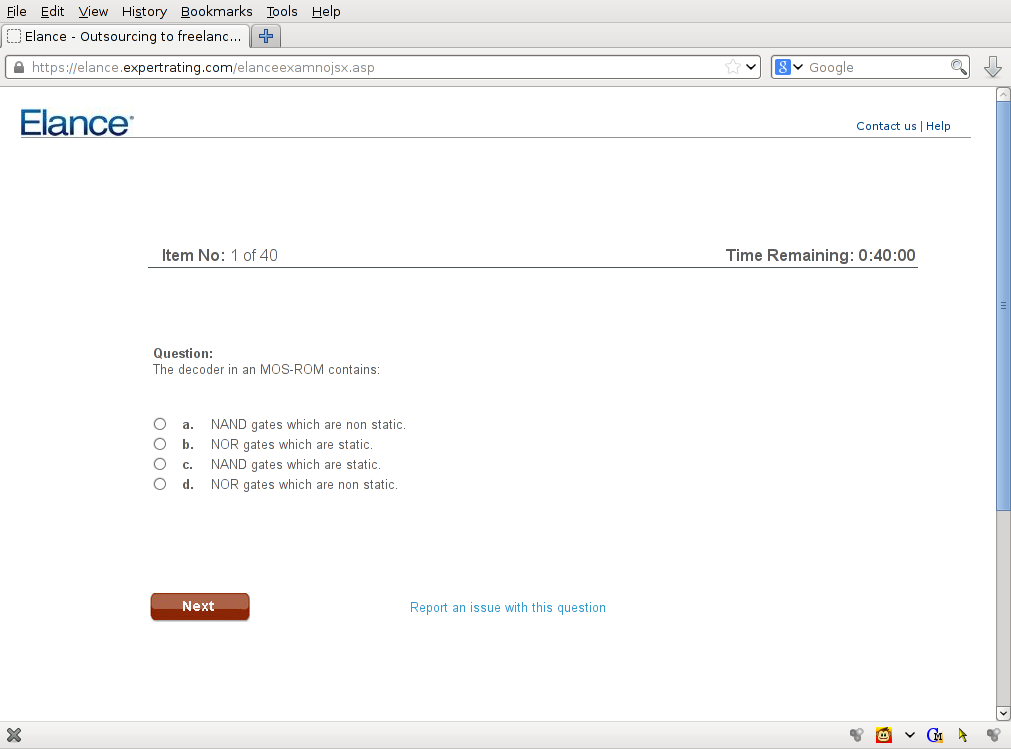 File Edit View History Bookmarks Tools Help
Elance - Outsourcing to freelanc...
https://elance.expertrating.com/elanceexamnojsx.asp
8 Google
Elance
Contact us | Help
Item No: 1 of 40 Time Remaining: 0:40:00
Question:
The decoder in an MOS-ROM contains:
a. NAND gates which are non static.
b. NOR gates which are static.
c. NAND gates which are static.
d. NOR gates which are non static.
Next Report an issue with this question